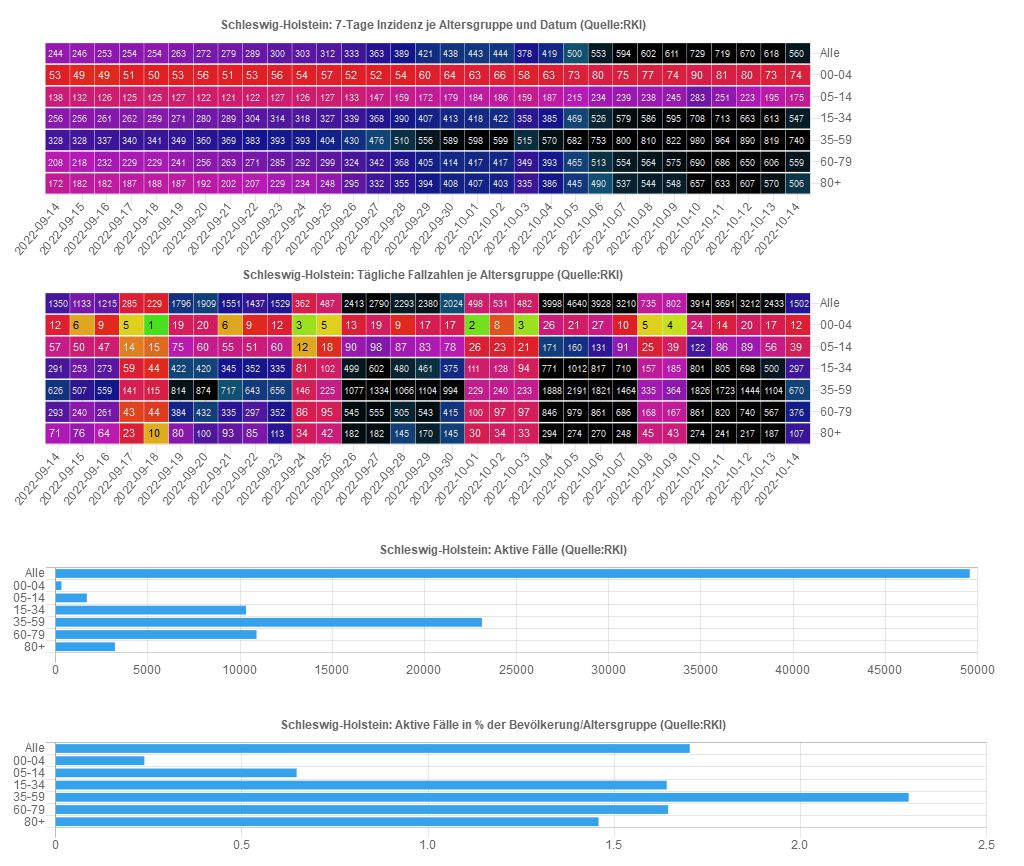 Schleswig-Holstein: 7-Tage Inzidenz je Altersgruppe und Datum (Quelle:RKI)
244 246 253 254 254 263 272 279 289 300 303 312 333 363 389 421 438 443 444 378 419 500 553 594 602 611 729 719 670 618 560 Alle
53 49 49 51 50 53 56 51 53 56 54 57 52 52 54 60 64 63 66 58 63 73 80 75 77 74 90 81 80 73 74 00-04
138 132 126 125 125 127 122 121 122 127 126 127 133 147 159 172 179 184 186 159 187 215 234 239 238 245 283 251 223 195 175 05-14
256 256 261 262 259 271 280 289 304 314 318 327 339 368 390 407 413 418 422 358 385 469 526 579 586 595 708 713 663 613 547 15-34
328 328 337 340 341 349 360 369 383 393 393 404 430 476 510 556 589 598 599 515 570 682 753 800 810 822 980 964 890 819 740 35-59
208 218 232 229 229 241 256 263 271 285 292 299 324 342 368 405 414 417 417 349 393 465 513 554 564 575 690 686 650 606 559 60-79
172 182 182 187 188 187 192 202 207 229 234 248 295 332 355 394 408 407 403 335 386 445 490 537 544 548 657 633 607 570 506 80+
2022-09-14 2022-09-15 2022-09-16 2022-09-17 2022-09-18 2022-09-19 2022-09-20 2022-09-21 2022-09-22 2022-09-23 2022-09-24 2022-09-25 2022-09-26 2022-09-27 2022-09-28 2022-09-29 2022-09-30 2022-10-01 2022-10-02 2022-10-03 2022-10-04 2022-10-05 2022-10-06 2022-10-07 2022-10-08 2022-10-09 2022-10-10 2022-10-11 2022-10-12 2022-10-13 2022-10-14
Schleswig-Holstein: Tägliche Fallzahlen je Altersgruppe (Quelle:RKI)
1350 1133 1215 285 229 1796 1909 1551 1437 1529 362 487 2413 2790 2293 2380 2024 498 531 482 3998 4640 3928 3210 735 802 3914 3691 3212 2433 1502 Alle
12 6 9 5 1 19 20 6 9 12 3 5 13 19 9 17 17 2 8 3 26 21 27 10 5 4 24 14 20 17 12 00-04
57 50 47 14 15 75 60 55 51 60 12 18 90 98 87 83 78 26 23 21 171 160 131 91 25 39 122 86 89 56 39 05-14
291 253 273 59 44 422 420 345 352 335 81 102 499 602 480 461 375 111 128 94 771 1012 817 710 157 185 801 805 698 500 297 15-34
626 507 559 141 115 814 874 717 643 656 146 225 1077 1334 1066 1104 994 229 240 233 1888 2191 1821 1464 335 364 1826 1723 1444 1104 670 35-59
293 240 261 43 44 384 432 335 297 352 86 95 545 555 505 543 415 100 97 97 846 979 861 686 168 167 861 820 740 567 376 60-79
71 76 64 23 10 80 100 93 85 113 34 42 182 182 145 170 145 30 34 33 294 274 270 248 45 43 274 241 217 187 107 80+
2022-09-14 2022-09-15 2022-09-16 2022-09-17 2022-09-18 2022-09-19 2022-09-20 2022-09-21 2022-09-22 2022-09-23 2022-09-24 2022-09-25 2022-09-26 2022-09-27 2022-09-28 2022-09-29 2022-09-30 2022-10-01 2022-10-02 2022-10-03 2022-10-04 2022-10-05 2022-10-06 2022-10-07 2022-10-08 2022-10-09 2022-10-10 2022-10-11 2022-10-12 2022-10-13 2022-10-14
Schleswig-Holstein: Aktive Fälle (Quelle:RKI)
Alle
00-04
05-14
15-34
35-59
60-79
80+
0 5000 10000 15000 20000 25000 30000 35000 40000 45000 50000
Schleswig-Holstein: Aktive Fälle in % der Bevölkerung/Altersgruppe (Quelle:RKI)
Alle
00-04
05-14
15-34
35-59
60-79
80+
0 0.5 1.0 1.5 2.0 2.5